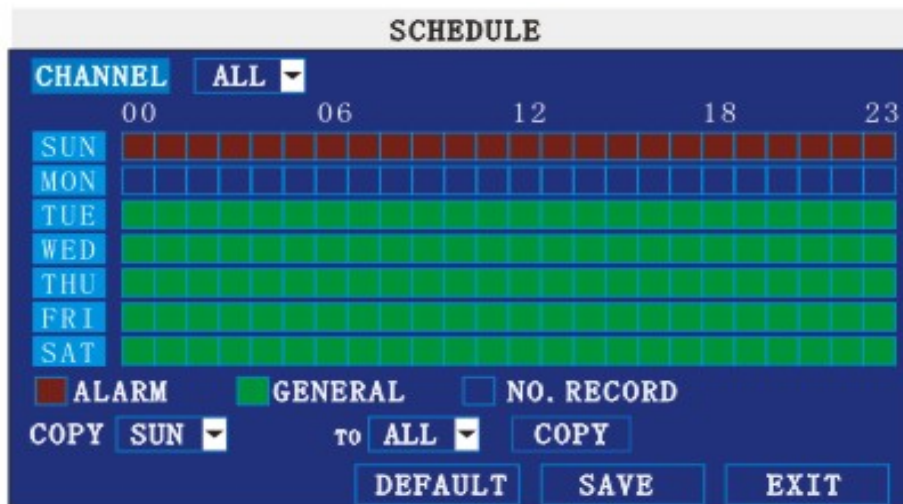 SCHEDULE
CHANNEL ALL
00 06 12 18 23
SUN
MON
TUE
WED
THU
FRI
SAT
ALARM GENERAL NO. RECORD
COPY SUN TO ALL COPY
DEFAULT SAVE EXIT